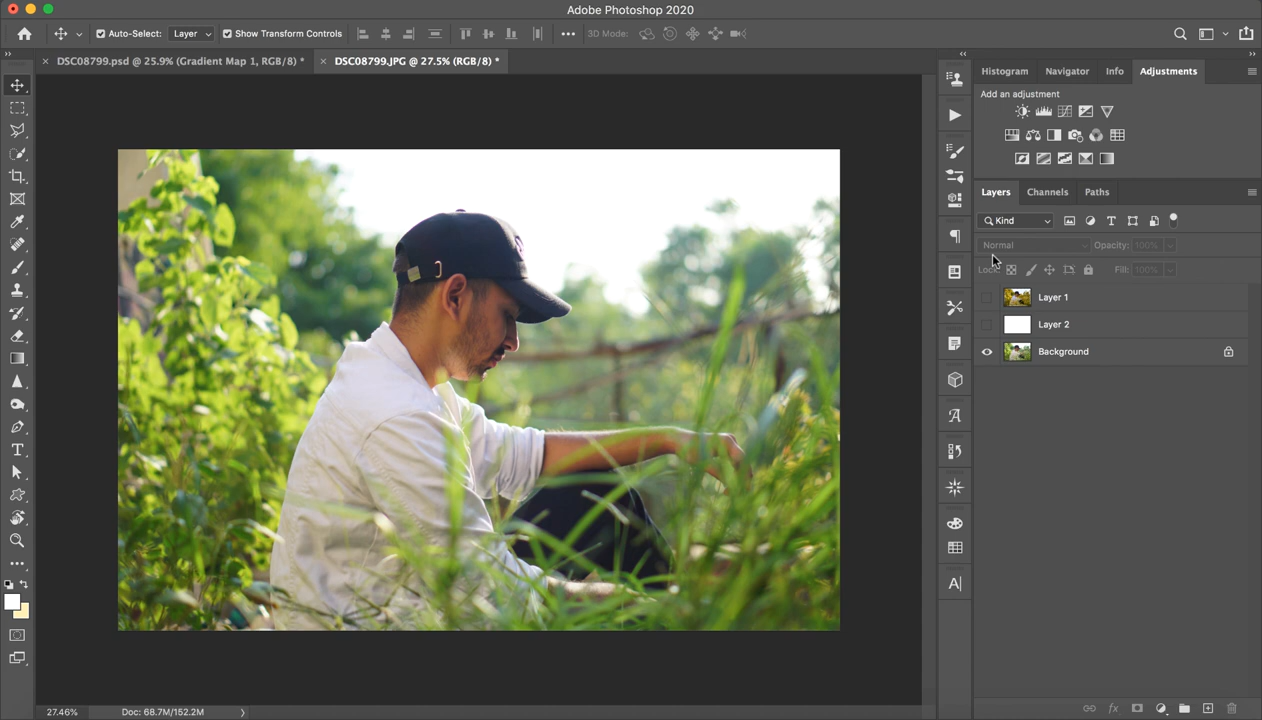 Adobe Photoshop 2020
Auto-Select: Layer Show Transform Controls 3D Mode:
DSC08799.psd @ 25.9% (Gradient Map 1, RGB/8) * DSC08799.JPG @ 27.5% (RGB/8) *
Histogram Navigator Info Adjustments
Add an adjustment
Layers Channels Paths
Kind
Normal Opacity: 100%
Lock: Fill: 100%
Layer 1
Layer 2
Background
27.46% Doc: 68.7M/152.2M